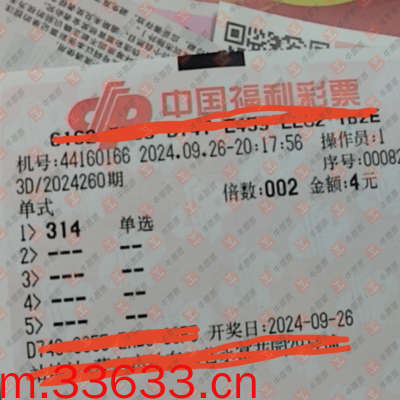 中国福利彩票
机号:44160166 2024.09.26-20:17:56 操作员:1
序号:00082
3D/2024260期
倍数:002 金额:4元
单式
1> 314 单选
2> --- --
3> --- --
4> --- --
5> --- --
开奖日:2024-09-26
m.33633.cn